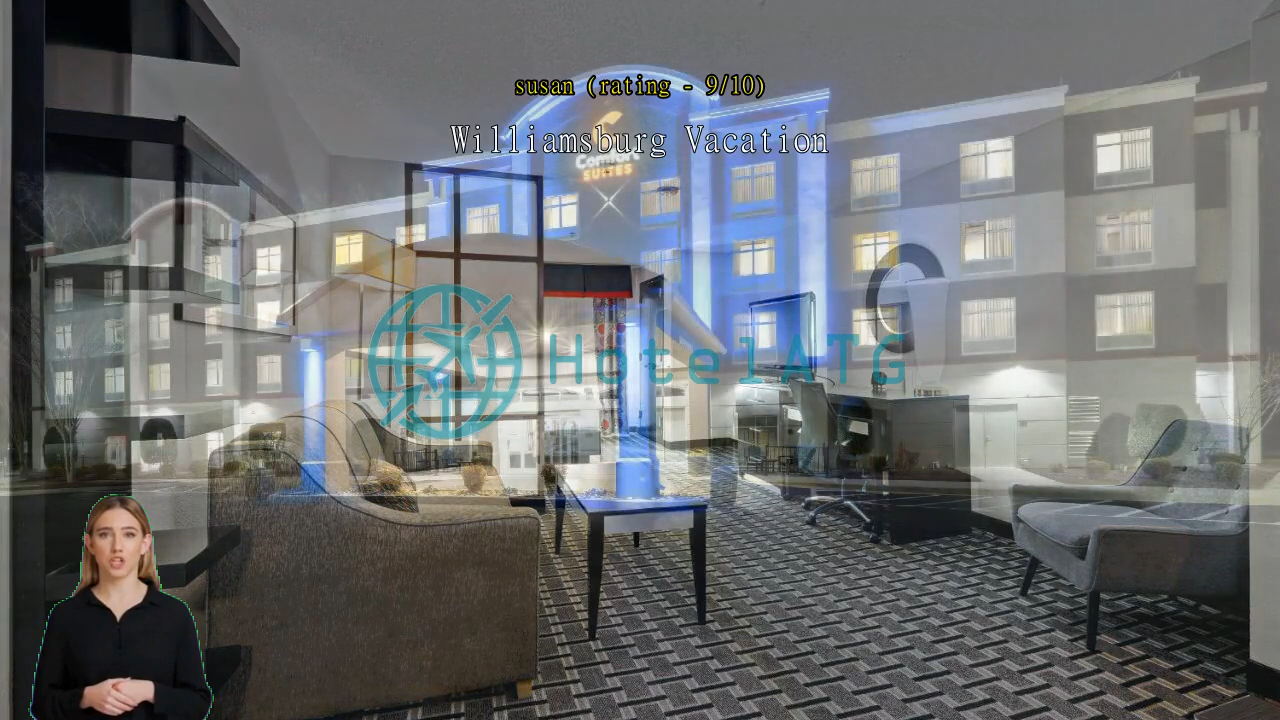 susan (rating - 9/10)
Williamsburg Vacation
Comfort
SUITES
HotelATG